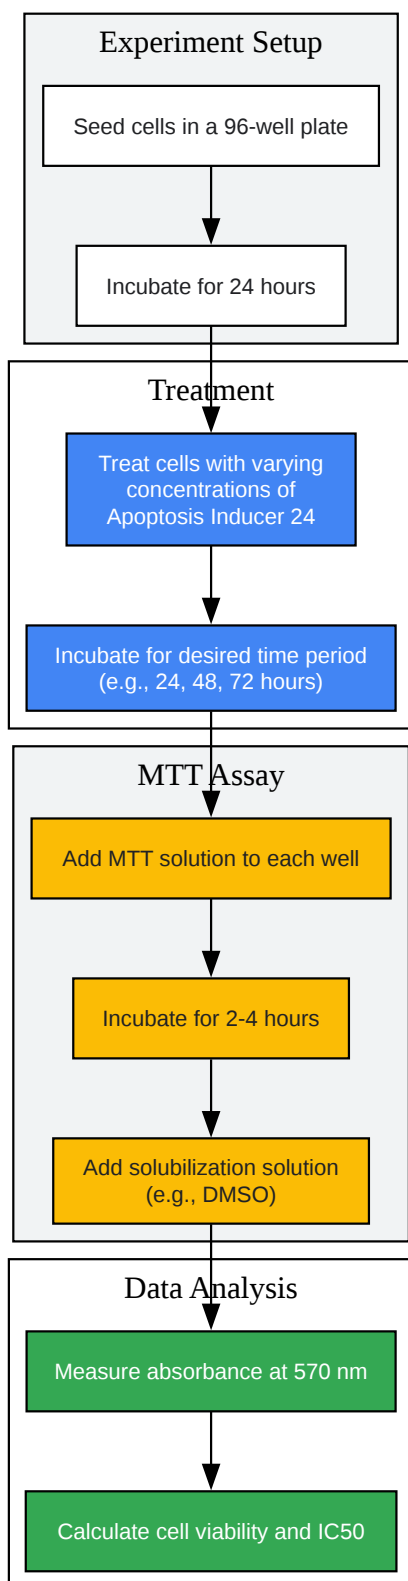 Experiment Setup
Seed cells in a 96-well plate
Incubate for 24 hours
Treatment
Treat cells with varying
concentrations of
Apoptosis Inducer 24
Incubate for desired time period
(e.g., 24, 48, 72 hours)
MTT Assay
Add MTT solution to each well
Incubate for 2-4 hours
Add solubilization solution
(e.g., DMSO)
Data Analysis
Measure absorbance at 570 nm
Calculate cell viability and IC50